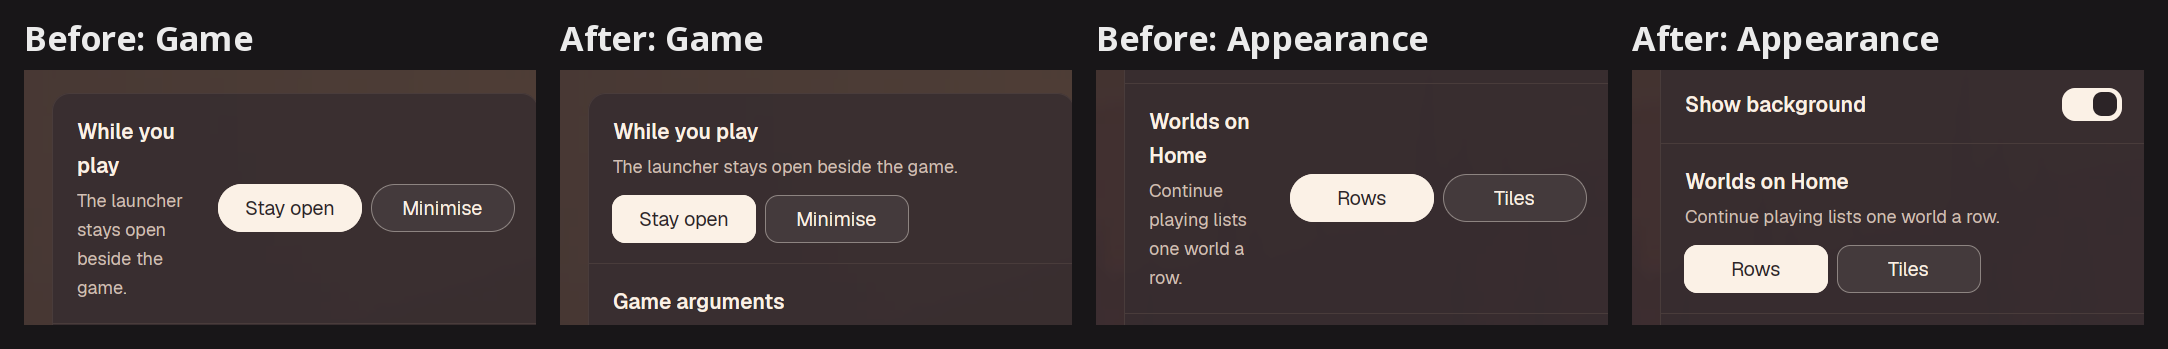 Before: Game
While you
play
The launcher
stays open
beside the
game.
Stay open
Minimise
After: Game
While you play
The launcher stays open beside the game.
Stay open
Minimise
Game arguments
Before: Appearance
Worlds on
Home
Continue
playing lists
one world a
row.
Rows
Tiles
After: Appearance
Show background
Worlds on Home
Continue playing lists one world a row.
Rows
Tiles